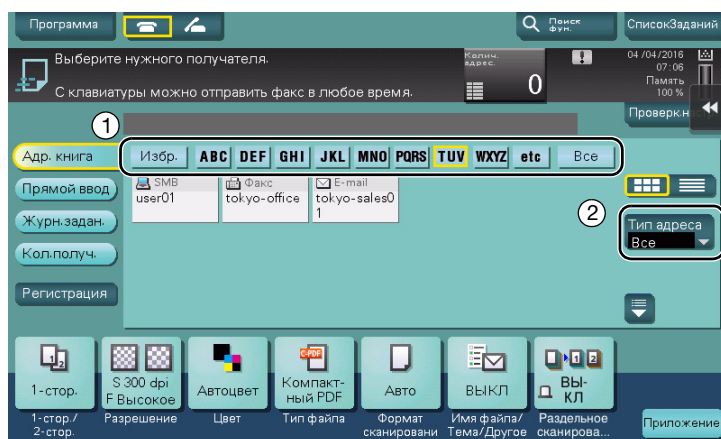 Программа
Поиск
фун.
СписокЗаданий
Выберите нужного получателя.
С клавиатуры можно отправить факс в любое время.
Колич.
адрес.
0
04/04/2016
07:06
Память
100 %
1
Адр. книга
Избр. ABC DEF GHI JKL MNO PQRS TUV WXYZ etc Все
Прямой ввод
Журн.задан.
Кол.получ.
Регистрация
SMB
user01
Факс
tokyo-office
E-mail
tokyo-sales0
1
2
Тип адреса
Все
1-стор.
S 300 dpi
F Высокое
Автоцвет
C-PDF
Компакт-
ный PDF
Авто
ВЫКЛ
ВЫ-
КЛ
1-стор./
2-стор.
Разрешение
Цвет
Тип файла
Формат
сканировани
Имя файла/
Тема/Другое
Раздельное
сканирова...
Приложение